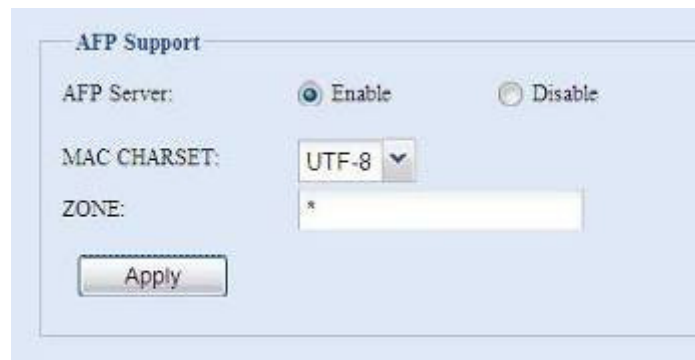 AFP Support
AFP Server: Enable Disable
MAC CHARSET: UTF-8
ZONE: *
Apply